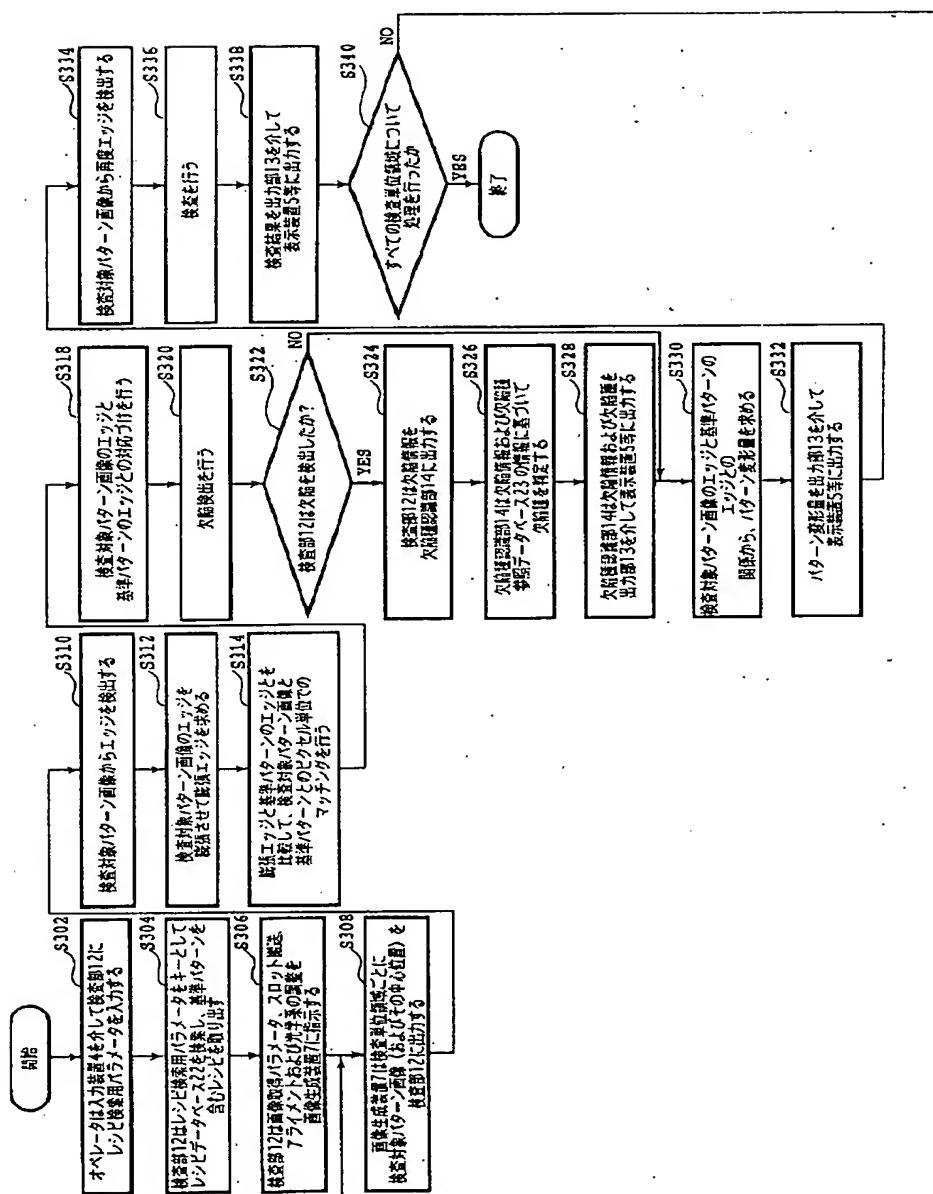 開始
S302
オペレータは入力装置4を介して検査部12に
レシピ検索用パラメータを入力する
S304
検査部12はレシピ検索用パラメータをキーとして
レシピデータベース22を検索し、基準パターンを
含むレシピを取り出す
S306
検査部12は画像取得パラメータ、スロット搬送、
アライメントおよび光学系の調整を
画像生成装置7に指示する
S308
画像生成装置7は検査単位領域ごとに
検査対象パターン画像(およびその中心位置)を
検査部12に出力する
S310
検査対象パターン画像からエッジを検出する
S312
検査対象パターン画像のエッジを
膨張させて膨張エッジを求める
S314
膨張エッジと基準パターンのエッジとを
比較して、検査対象パターン画像と
基準パターンとのピクセル単位での
マッチングを行う
S318
検査対象パターン画像のエッジと
基準パターンのエッジとの対応づけを行う
S320
欠陥検出を行う
S322
検査部12は欠陥を検出したか?
NO
YES
S324
検査部12は欠陥情報を
欠陥種認識部14に出力する
S326
欠陥種認識部14は欠陥情報および欠陥種
参照データベース23の情報に基づいて
欠陥種を判定する
S328
欠陥種認識部14は欠陥情報および欠陥種を
出力部13を介して表示装置5等に出力する
S330
検査対象パターン画像のエッジと基準パターンの
エッジとの
関係から、パターン変形量を求める
S332
パターン変形量を出力部13を介して
表示装置5等に出力する
S334
検査対象パターン画像から再度エッジを検出する
S336
検査を行う
S338
検査結果を出力部13を介して
表示装置5等に出力する
S340
すべての検査単位領域について
処理を行ったか
NO
YES
終了